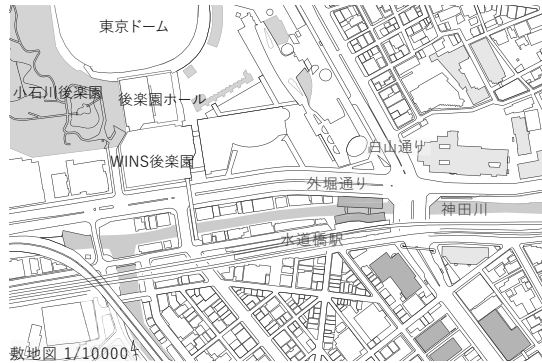 東京ドーム
小石川後楽園
後楽園ホール
白山通り
WINS後楽園
外堀通り
神田川
水道橋駅
敷地図 1/10000